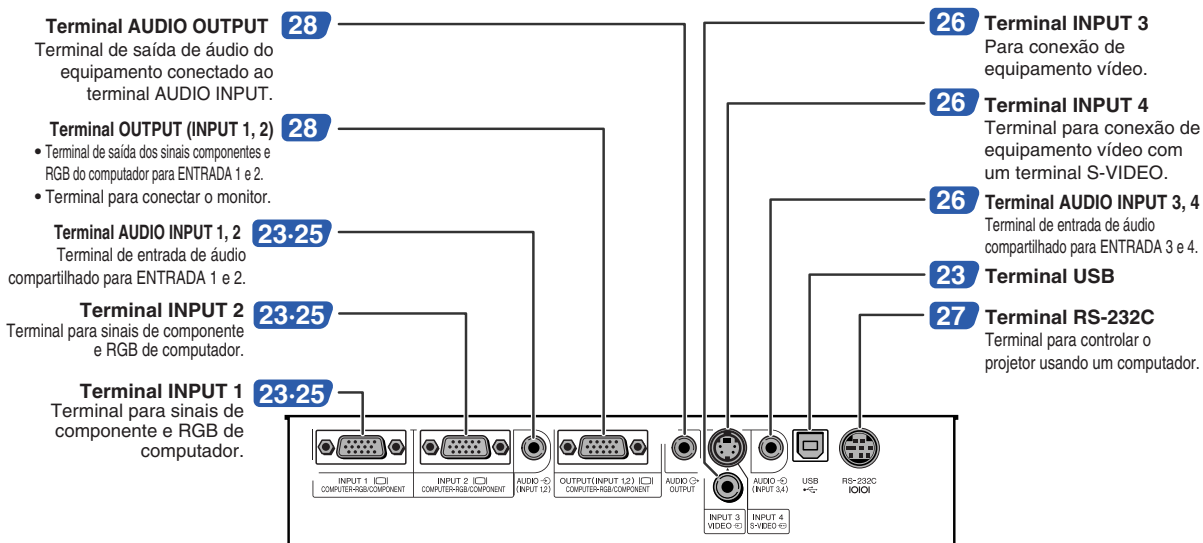 Terminal AUDIO OUTPUT 28
Terminal de saída de áudio do
equipamento conectado ao
terminal AUDIO INPUT.
Terminal OUTPUT (INPUT 1, 2) 28
• Terminal de saída dos sinais componentes e
RGB do computador para ENTRADA 1 e 2.
• Terminal para conectar o monitor.
Terminal AUDIO INPUT 1, 2 23·25
Terminal de entrada de áudio
compartilhado para ENTRADA 1 e 2.
Terminal INPUT 2 23·25
Terminal para sinais de componente
e RGB de computador.
Terminal INPUT 1 23·25
Terminal para sinais de
componente e RGB de
computador.
26 Terminal INPUT 3
Para conexão de
equipamento vídeo.
26 Terminal INPUT 4
Terminal para conexão de
equipamento vídeo com
um terminal S-VIDEO.
26 Terminal AUDIO INPUT 3, 4
Terminal de entrada de áudio
compartilhado para ENTRADA 3 e 4.
23 Terminal USB
27 Terminal RS-232C
Terminal para controlar o
projetor usando um computador.
INPUT 1
COMPUTER-RGB/COMPONENT
INPUT 2
COMPUTER-RGB/COMPONENT
AUDIO
(INPUT 1,2)
OUTPUT(INPUT 1,2)
COMPUTER-RGB/COMPONENT
AUDIO
OUTPUT
INPUT 3
VIDEO
INPUT 4
S-VIDEO
AUDIO
(INPUT 3,4)
USB
RS-232C
IOIOI